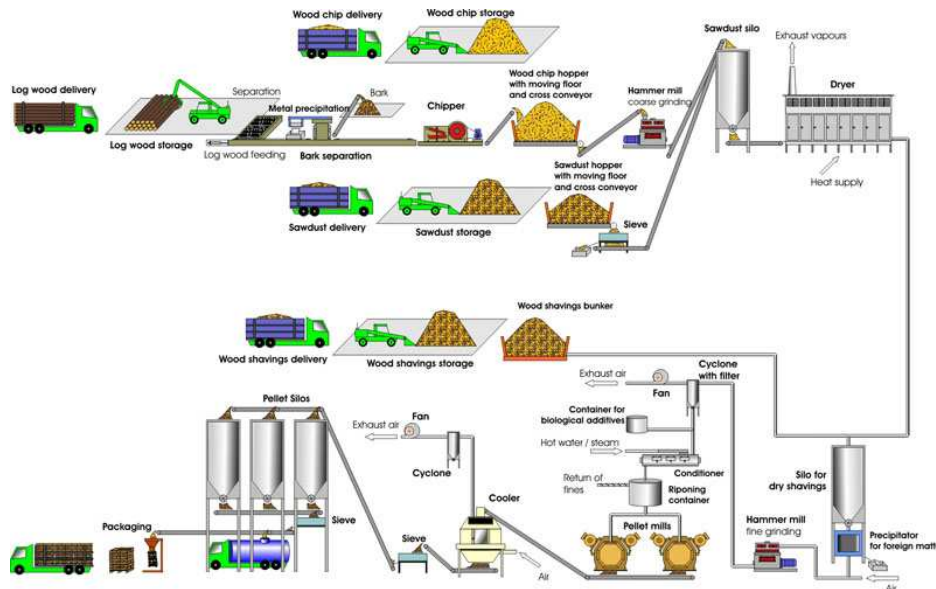 Wood chip delivery
Wood chip storage
Sawdust silo
Exhaust vapours
Dryer
Log wood delivery
Separation
Metal precipitation
Bark
Chipper
Wood chip hopper
with moving floor
and cross conveyor
Hammer mill
coarse grinding
Log wood storage
Log wood feeding
Bark separation
Heat supply
Sawdust hopper
with moving floor
and cross conveyor
Sawdust delivery
Sawdust storage
Sieve
Wood shavings bunker
Wood shavings delivery
Wood shavings storage
Exhaust air
Fan
Cyclone
with filter
Pellet Silos
Exhaust air
Fan
Container for
biological additives
Hot water / steam
Cyclone
Conditioner
Return of
fines
Riponing
container
Silo for
dry shavings
Cooler
Packaging
Sieve
Sieve
Pellet mills
Hammer mill
fine grinding
Precipitator
for foreign matt
Air
Air